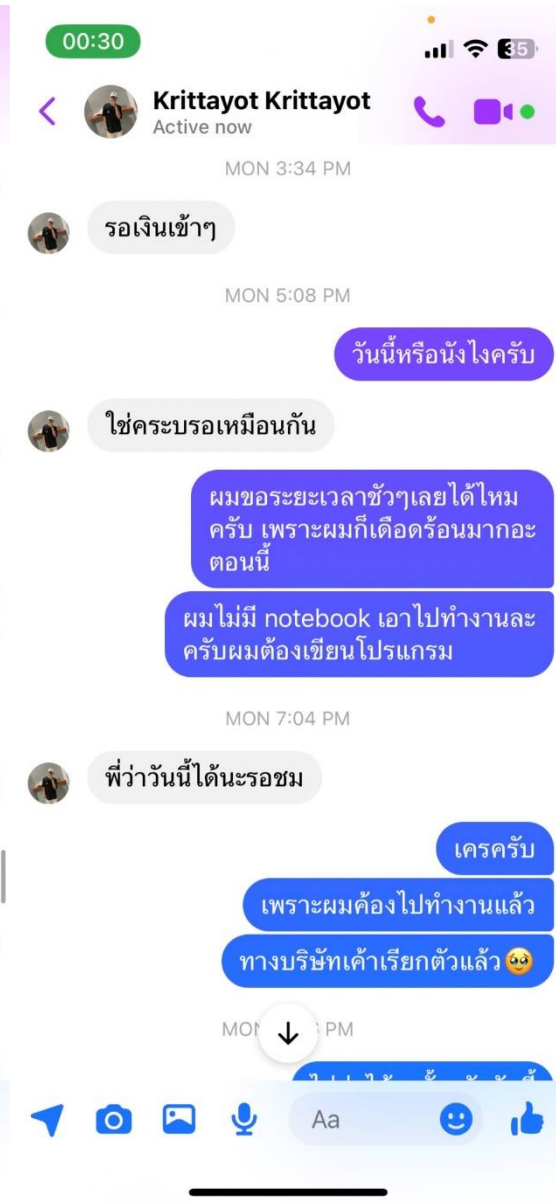 00:30
35
Krittayot Krittayot
Active now
MON 3:34 PM
รอเงินเข้าๆ
MON 5:08 PM
วันนี้หรือนังไงครับ
ใช่คระบรอเหมือนกัน
ผมขอระยะเวลาชัวๆเลยได้ไหม
ครับ เพราะผมก็เดือดร้อนมากอะ
ตอนนี้
ผมไม่มี notebook เอาไปทำงานละ
ครับผมต้องเขียนโปรแกรม
MON 7:04 PM
พี่ว่าวันนี้ได้นะรอชม
เครครับ
เพราะผมค้องไปทำงานแล้ว
ทางบริษัทเค้าเรียกตัวแล้ว🥹
PM
Aa